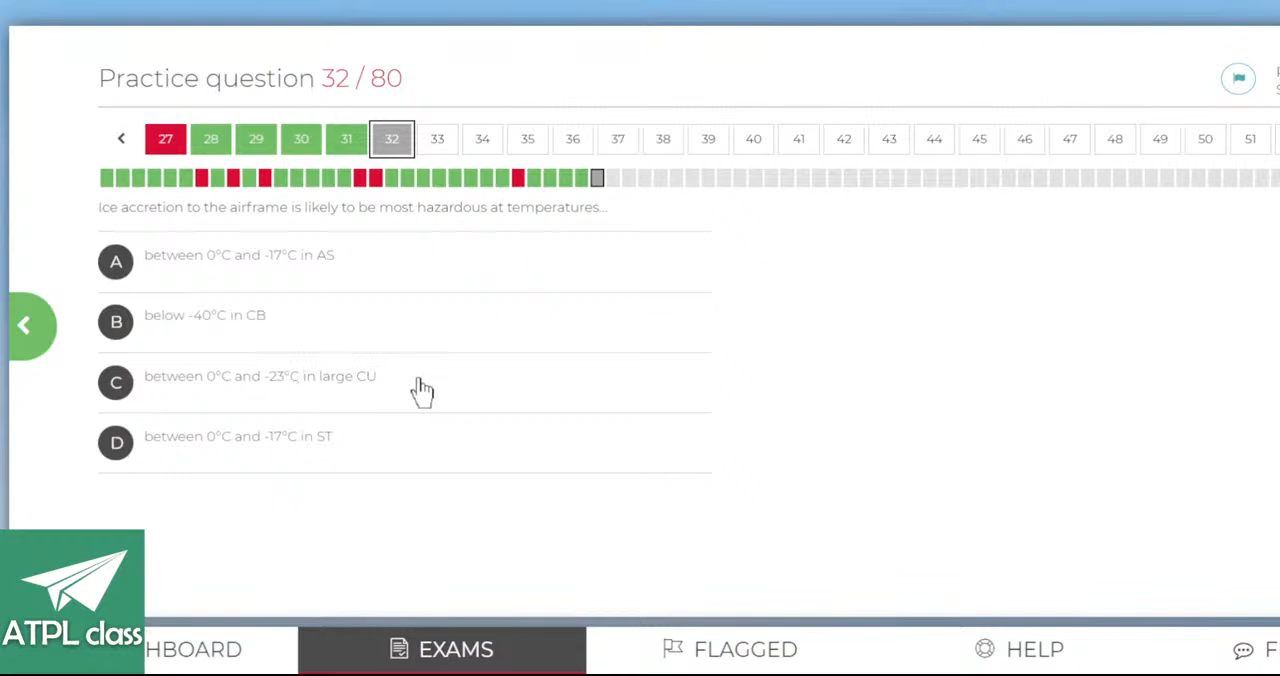 Practice question 32 / 80
27 28 29 30 31 32 33 34 35 36 37 38 39 40 41 42 43 44 45 46 47 48 49 50 51
Ice accretion to the airframe is likely to be most hazardous at temperatures...
A between 0°C and -17°C in AS
B below -40°C in CB
C between 0°C and -23°C in large CU
D between 0°C and -17°C in ST
ATPL class
HBOARD EXAMS FLAGGED HELP F